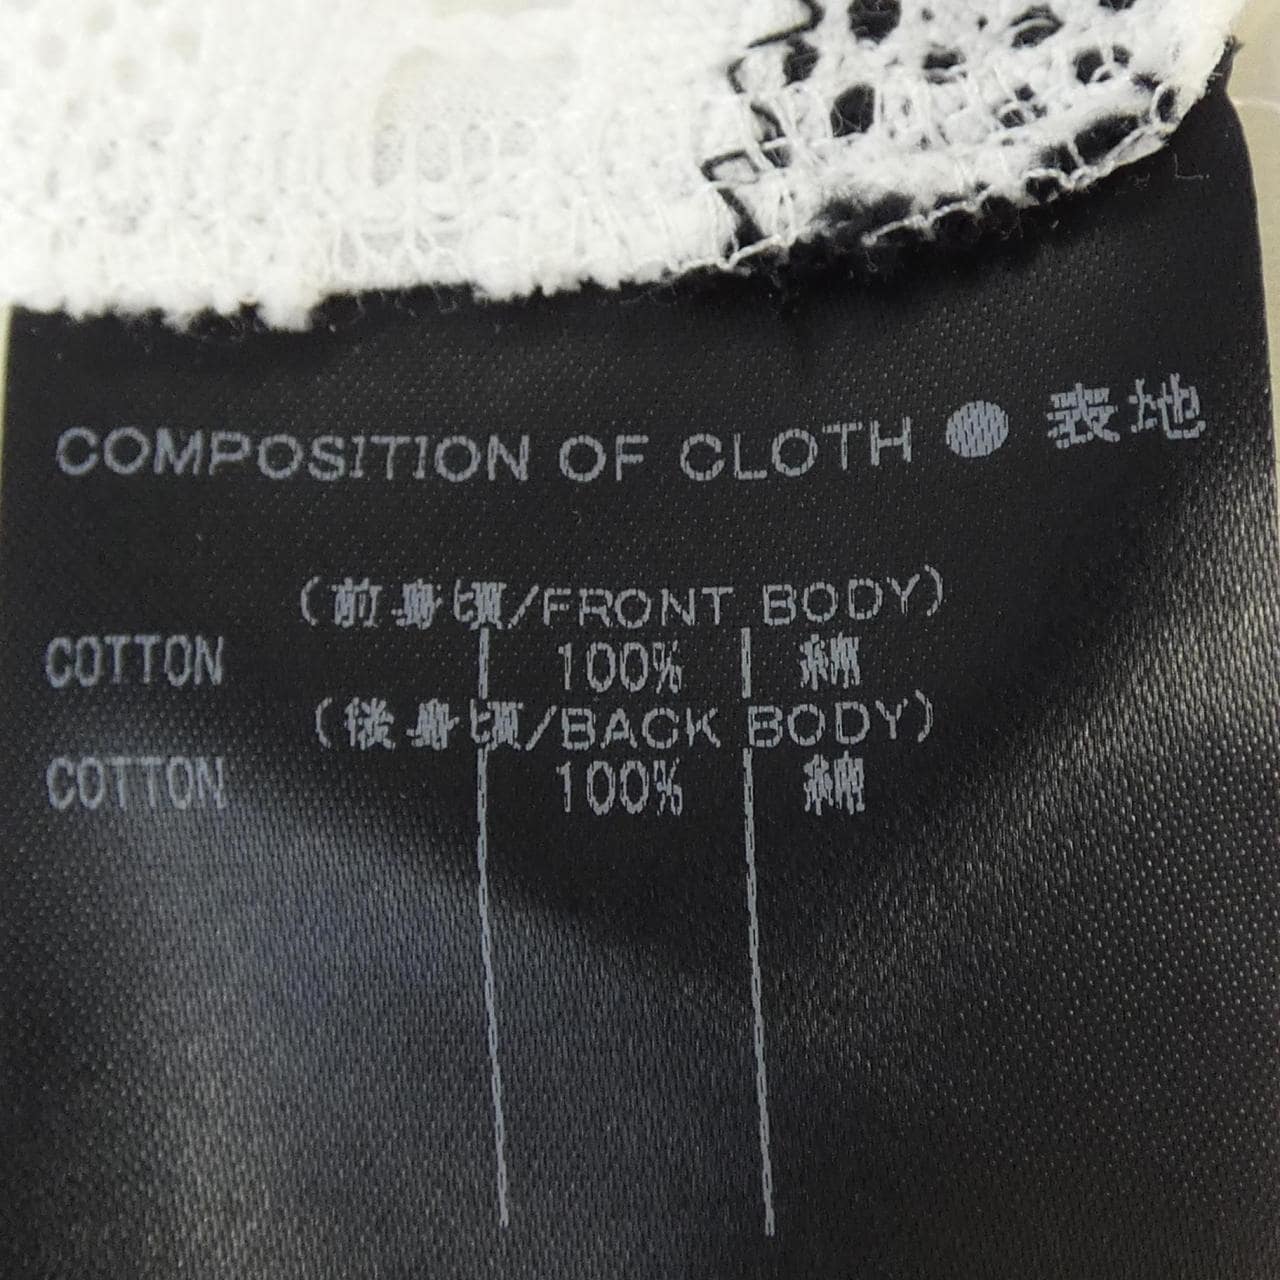 COMPOSITION OF CLOTH ● 表地
(前身頃/FRONT BODY)
COTTON 100% 綿
(後身頃/BACK BODY)
COTTON 100% 綿